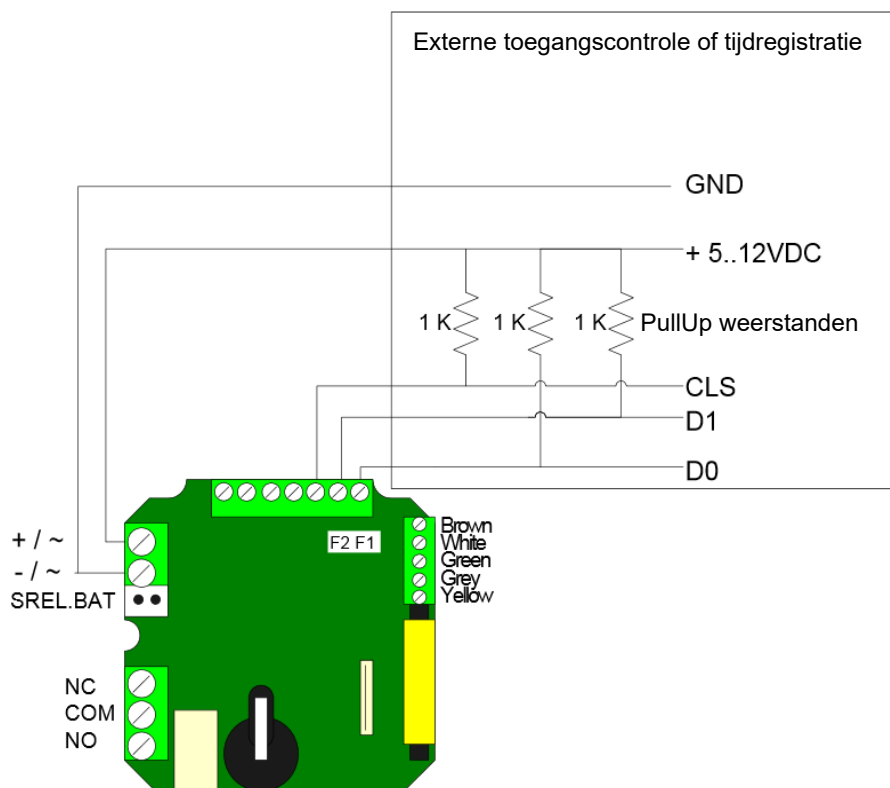 Externe toegangscontrole of tijdregistratie
GND
+ 5..12VDC
1 K 1 K 1 K PullUp weerstanden
CLS
D1
D0
Brown
+ / ~ F2 F1 White
Green
- / ~ Grey
SREL.BAT Yellow
NC
COM
NO